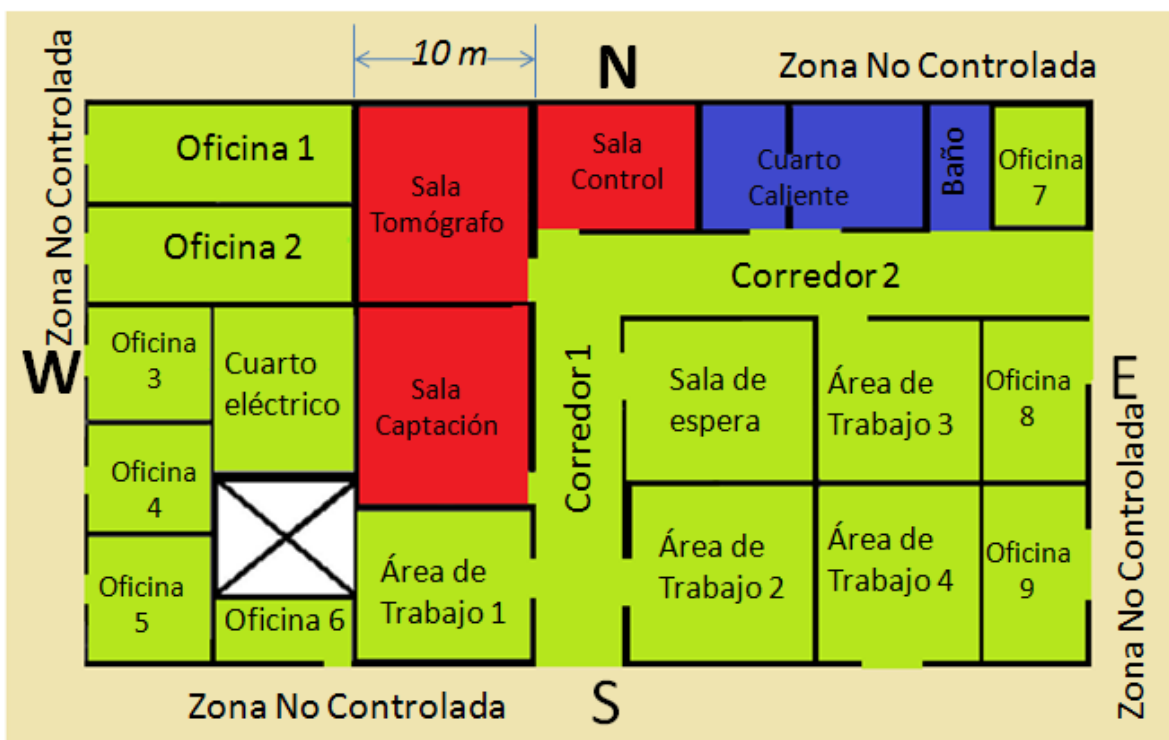 10 m
N
Zona No Controlada
Zona No Controlada
W
Oficina 1
Oficina 2
Oficina
3
Oficina
4
Oficina
5
Oficina 6
Cuarto
eléctrico
Sala
Tomógrafo
Sala
Captación
Área de
Trabajo 1
Sala
Control
Cuarto
Caliente
Baño
Oficina
7
Corredor 2
Corredor 1
Sala de
espera
Área de
Trabajo 3
Oficina
8
Área de
Trabajo 2
Área de
Trabajo 4
Oficina
9
E
Zona No Controlada
Zona No Controlada
S